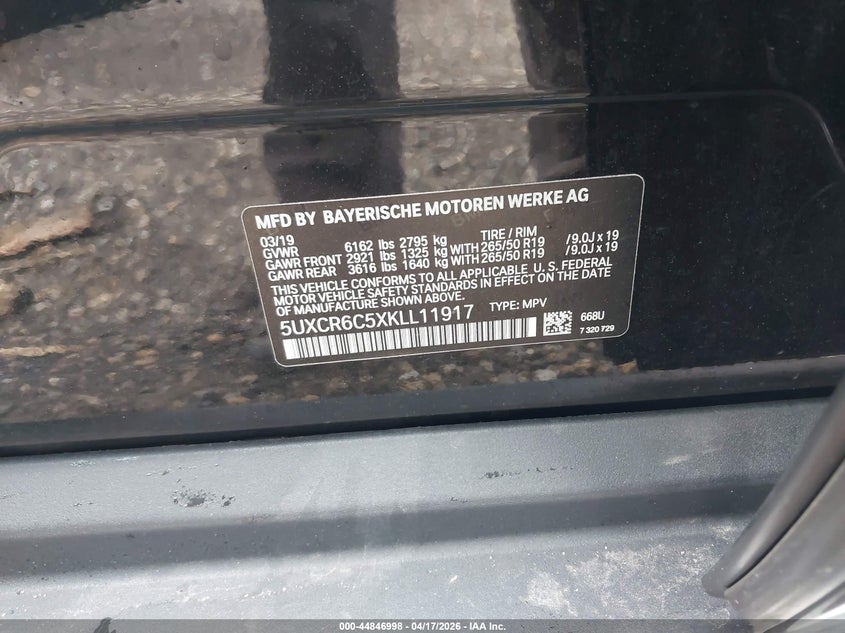 MFD BY BAYERISCHE MOTOREN WERKE AG
03/19 TIRE / RIM
GVWR 6162 lbs 2795 kg
GAWR FRONT 2921 lbs 1325 kg WITH 265/50 R19 /9.0J x 19
GAWR REAR 3616 lbs 1640 kg WITH 265/50 R19 /9.0J x 19
THIS VEHICLE CONFORMS TO ALL APPLICABLE U. S. FEDERAL
MOTOR VEHICLE SAFETY STANDARDS IN EFFECT ON THE DATE
OF MANUFACTURE SHOWN ABOVE.
5UXCR6C5XKLL11917 TYPE: MPV
668U
7 320 729
000-44846998 - 04/17/2026 - IAA Inc.